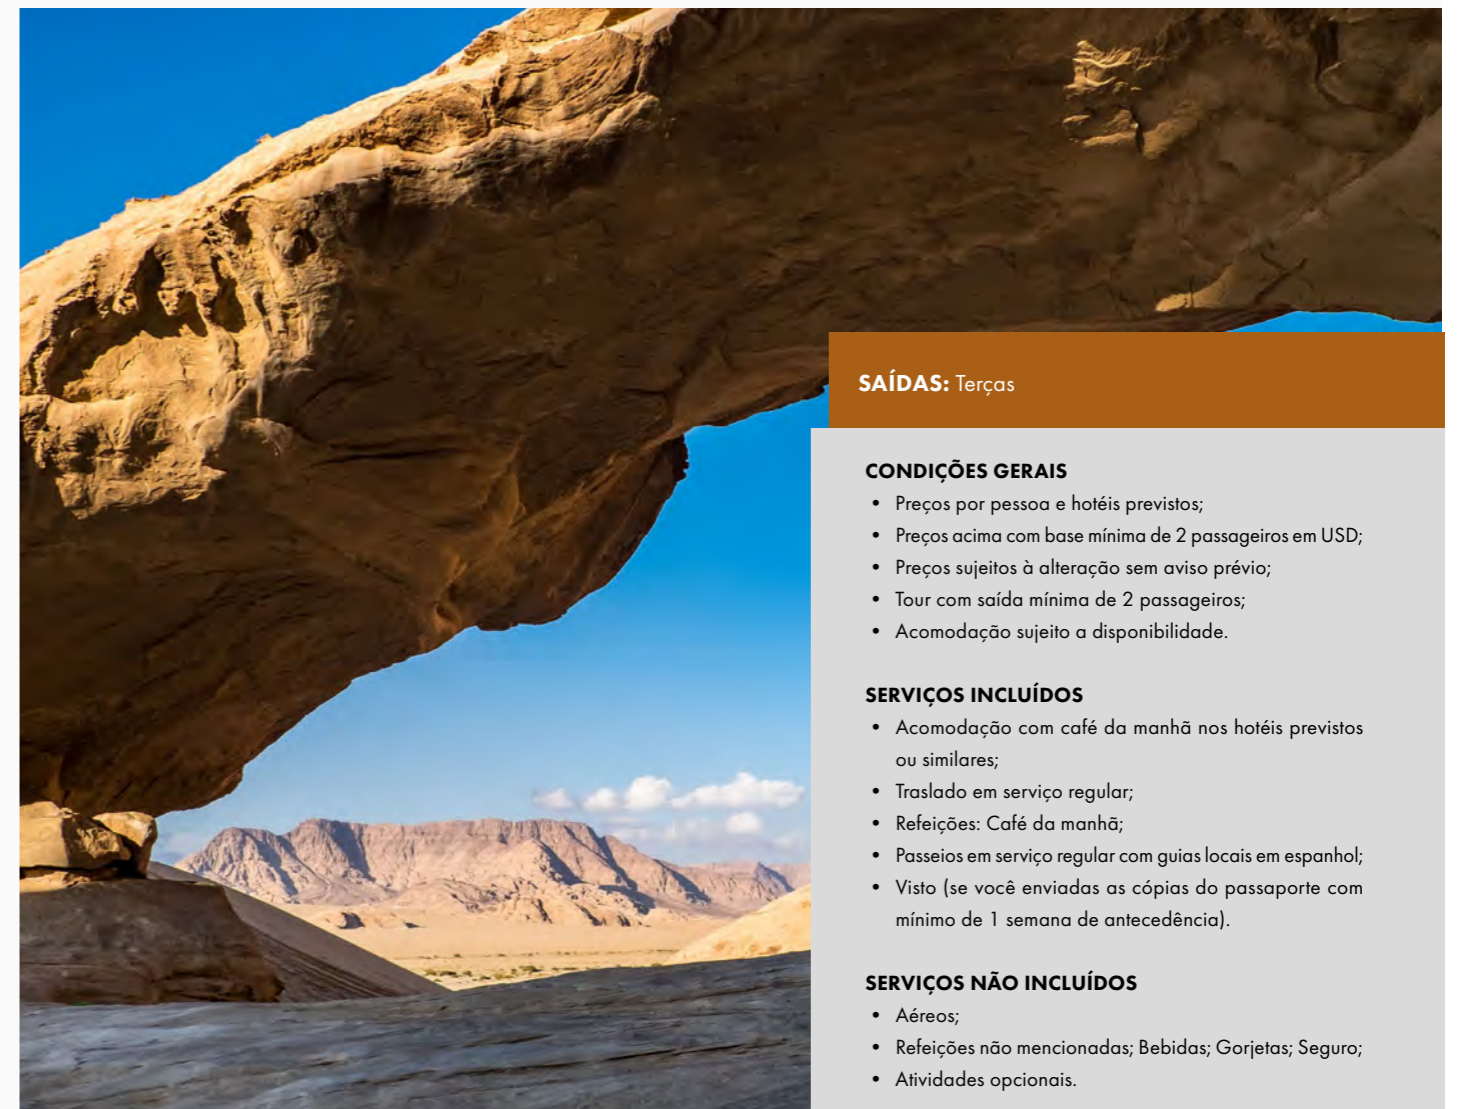 SAÍDAS: Terças
CONDIÇÕES GERAIS
• Preços por pessoa e hotéis previstos;
• Preços acima com base mínima de 2 passageiros em USD;
• Preços sujeitos à alteração sem aviso prévio;
• Tour com saída mínima de 2 passageiros;
• Acomodação sujeito a disponibilidade.
SERVIÇOS INCLUÍDOS
• Acomodação com café da manhã nos hotéis previstos
ou similares;
• Traslado em serviço regular;
• Refeições: Café da manhã;
• Passeios em serviço regular com guias locais em espanhol;
• Visto (se você enviadas as cópias do passaporte com
mínimo de 1 semana de antecedência).
SERVIÇOS NÃO INCLUÍDOS
• Aéreos;
• Refeições não mencionadas; Bebidas; Gorjetas; Seguro;
• Atividades opcionais.